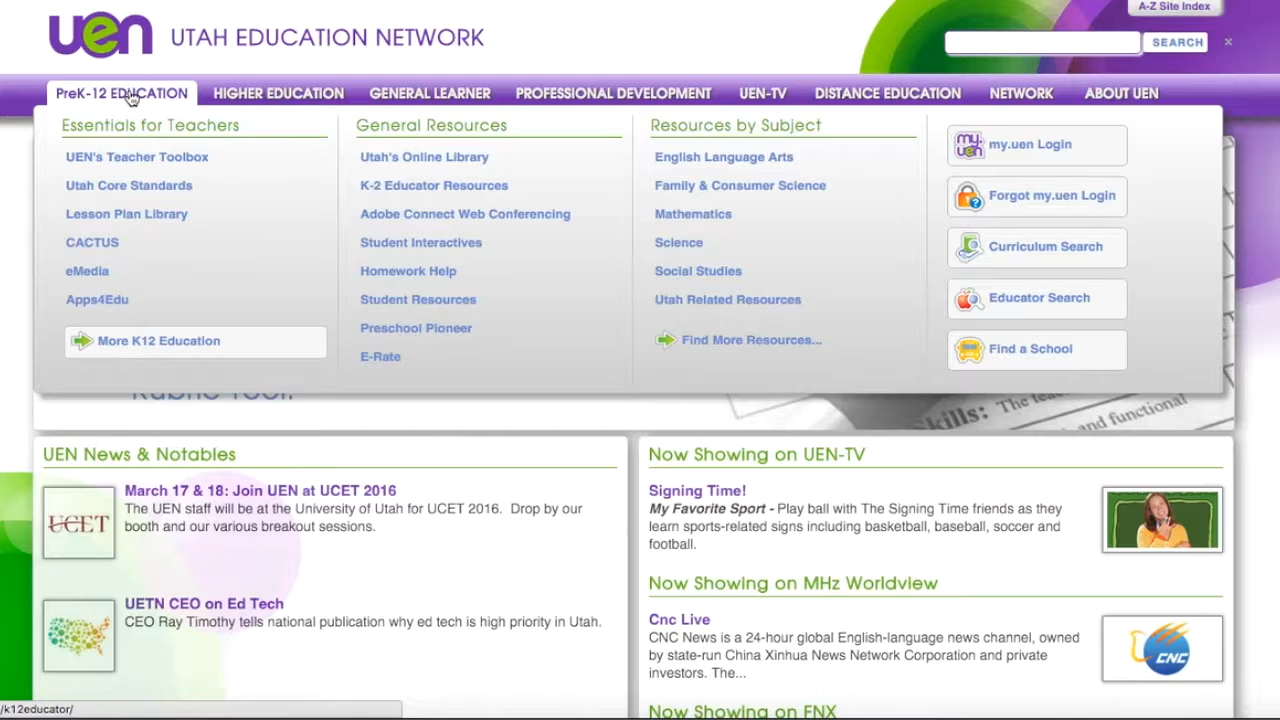 A-Z Site Index
uen UTAH EDUCATION NETWORK
SEARCH
PreK-12 EDUCATION HIGHER EDUCATION GENERAL LEARNER PROFESSIONAL DEVELOPMENT UEN-TV DISTANCE EDUCATION NETWORK ABOUT UEN
Essentials for Teachers
UEN's Teacher Toolbox
Utah Core Standards
Lesson Plan Library
CACTUS
eMedia
Apps4Edu
More K12 Education
General Resources
Utah's Online Library
K-2 Educator Resources
Adobe Connect Web Conferencing
Student Interactives
Homework Help
Student Resources
Preschool Pioneer
E-Rate
Resources by Subject
English Language Arts
Family & Consumer Science
Mathematics
Science
Social Studies
Utah Related Resources
Find More Resources...
my.uen Login
Forgot my.uen Login
Curriculum Search
Educator Search
Find a School
Rubric Tool.
skills: The
and functional
UEN News & Notables
UCET
March 17 & 18: Join UEN at UCET 2016
The UEN staff will be at the University of Utah for UCET 2016. Drop by our
booth and our various breakout sessions.
UETN CEO on Ed Tech
CEO Ray Timothy tells national publication why ed tech is high priority in Utah.
Now Showing on UEN-TV
Signing Time!
My Favorite Sport - Play ball with The Signing Time friends as they
learn sports-related signs including basketball, baseball, soccer and
football.
Now Showing on MHz Worldview
Cnc Live
CNC News is a 24-hour global English-language news channel, owned
by state-run China Xinhua News Network Corporation and private
investors. The...
CNC
Now Showing on FNX
/k12educator/